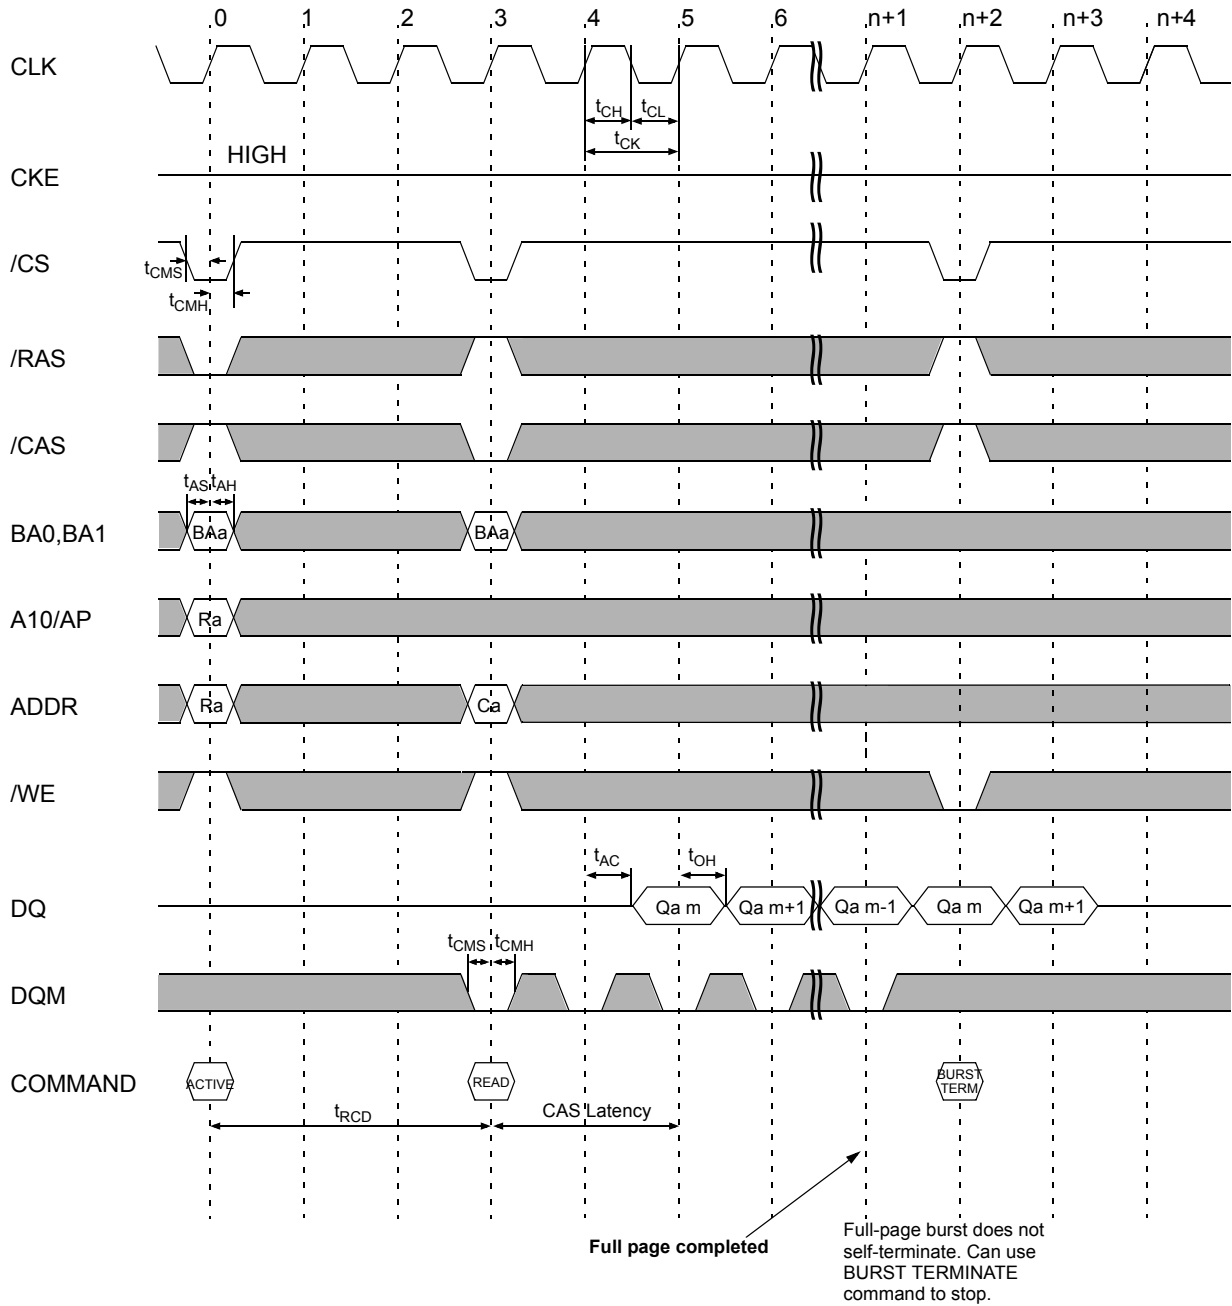 0 1 2 3 4 5 6 n+1 n+2 n+3 n+4
CLK
tCH tCL
tCK
HIGH
CKE
/CS
tCMS
tCMH
/RAS
/CAS
tAS tAH
BA0,BA1 BAa BAa
A10/AP Ra
ADDR Ra Ca
/WE
tAC tOH
DQ Qa m Qa m+1 Qa m-1 Qa m Qa m+1
tCMS tCMH
DQM
COMMAND ACTIVE READ BURST
TERM
tRCD CAS Latency
Full page completed
Full-page burst does not
self-terminate. Can use
BURST TERMINATE
command to stop.